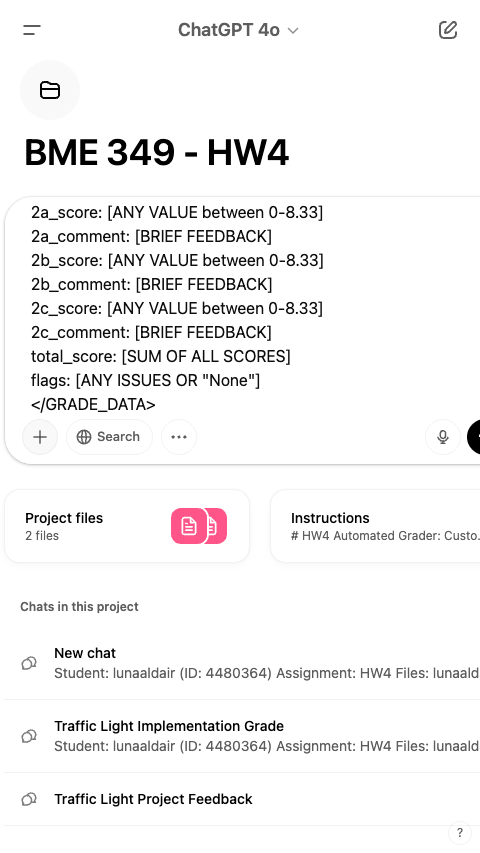 ChatGPT 4o
BME 349 - HW4
2a_score: [ANY VALUE between 0-8.33]
2a_comment: [BRIEF FEEDBACK]
2b_score: [ANY VALUE between 0-8.33]
2b_comment: [BRIEF FEEDBACK]
2c_score: [ANY VALUE between 0-8.33]
2c_comment: [BRIEF FEEDBACK]
total_score: [SUM OF ALL SCORES]
flags: [ANY ISSUES OR "None"]
</GRADE_DATA>
Search
Project files
2 files
Instructions
# HW4 Automated Grader: Custo..
Chats in this project
New chat
Student: lunaaldair (ID: 4480364) Assignment: HW4 Files: lunaald
Traffic Light Implementation Grade
Student: lunaaldair (ID: 4480364) Assignment: HW4 Files: lunaald
Traffic Light Project Feedback
?